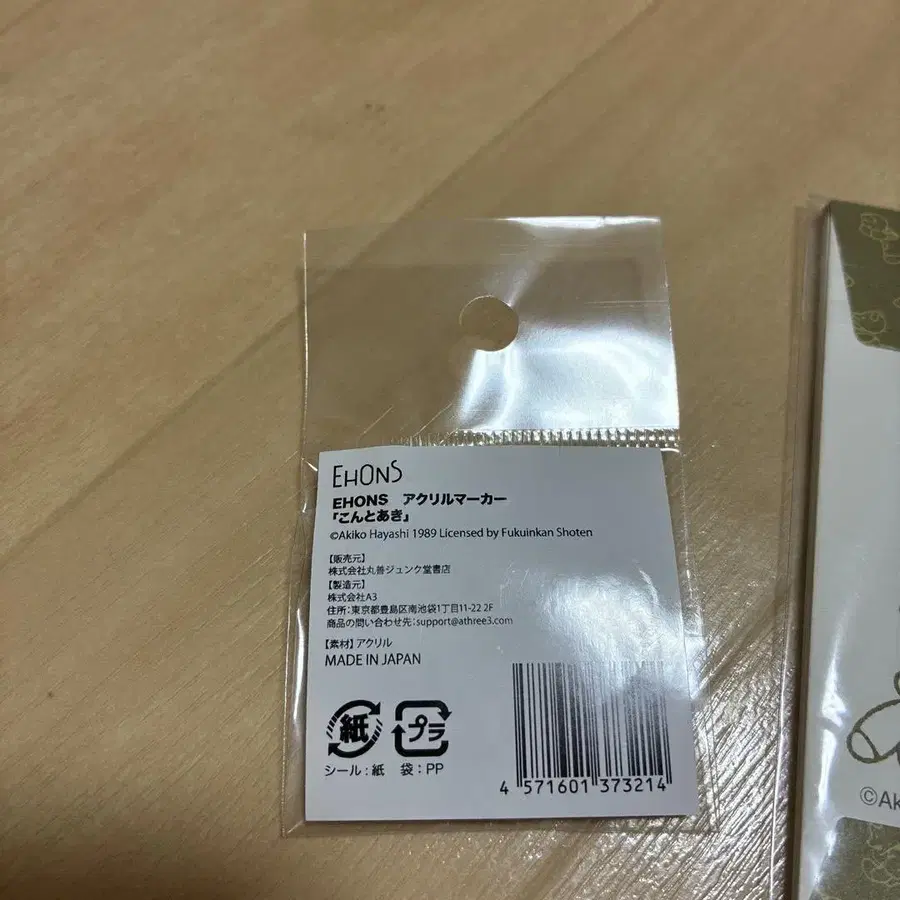 EHONS
EHONS アクリルマーカー
「こんとあき」
©Akiko Hayashi 1989 Licensed by Fukuinkan Shoten
【販売元】
株式会社丸善ジュンク堂書店
【製造元】
株式会社A3
住所:東京都豊島区南池袋1丁目11-22 2F
商品の問い合わせ先:support@athree3.com
【素材】アクリル
MADE IN JAPAN
紙 プラ
シール:紙 袋:PP
4 571601 373214
©Ak